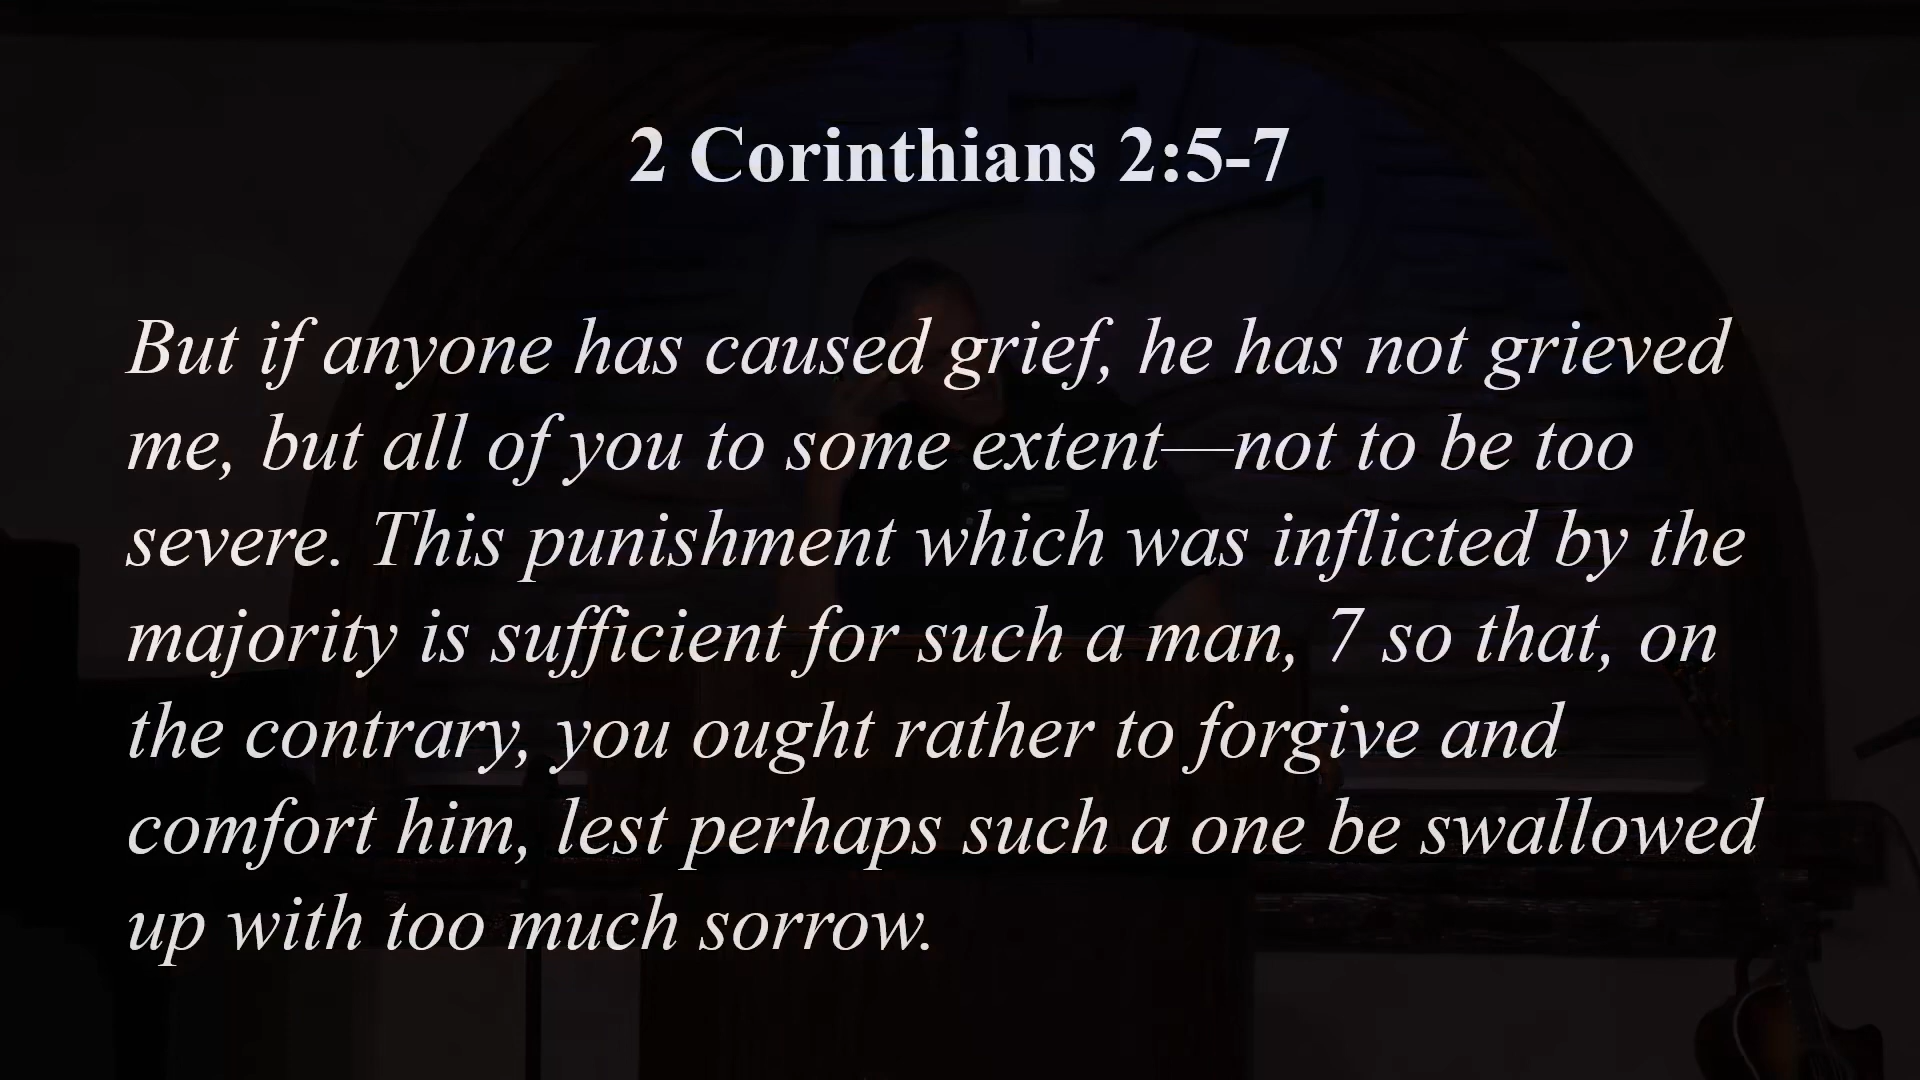 2 Corinthians 2:5-7
But if anyone has caused grief, he has not grieved
me, but all of you to some extent—not to be too
severe. This punishment which was inflicted by the
majority is sufficient for such a man, 7 so that, on
the contrary, you ought rather to forgive and
comfort him, lest perhaps such a one be swallowed
up with too much sorrow.